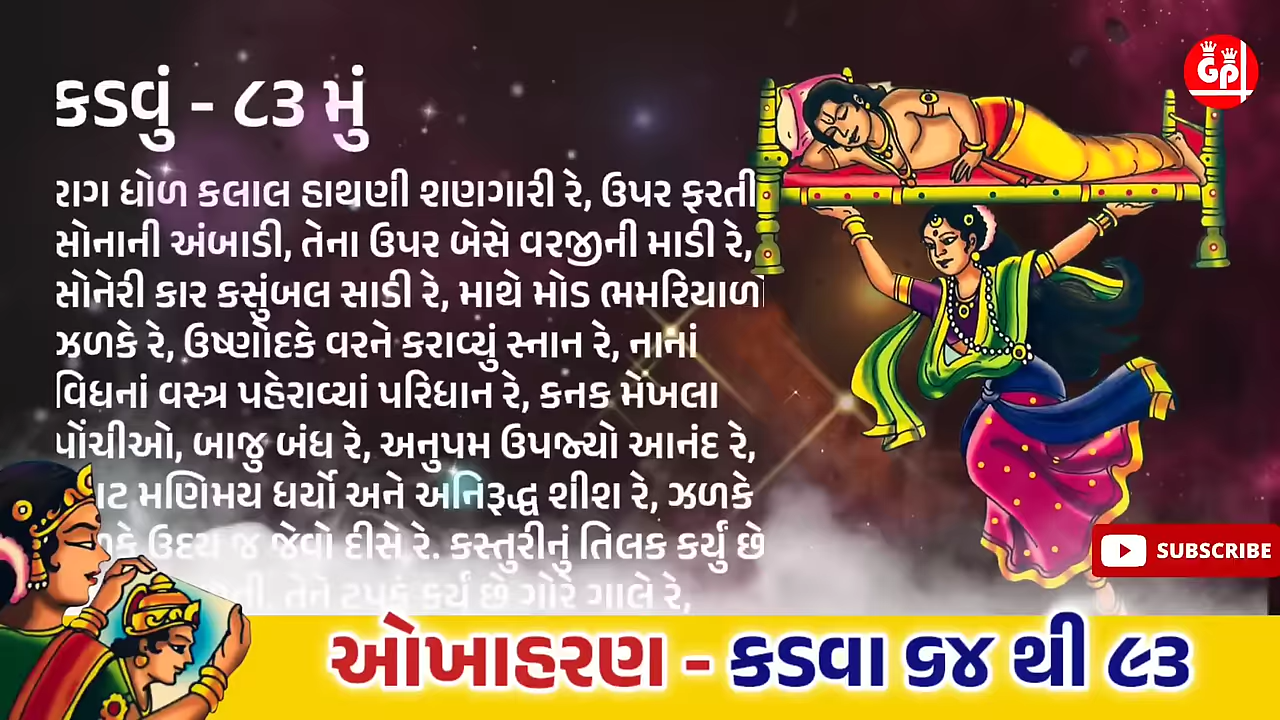 કડવું - ૮૩ મું
રાગ ધોળ કલાલ હાથણી શણગારી રે, ઉપર ફરતી
સોનાની અંબાડી, તેના ઉપર બેસે વરજીની માડી રે,
સોનેરી કાર કસુંબલ સાડી રે, માથે મોડ ભમરિયાળો
ઝળકે રે, ઉષ્ણોદકે વરને કરાવ્યું સ્નાન રે, નાનાં
વિધનાં વસ્ત્ર પહેરાવ્યાં પરિધાન રે, કનક મેખલા
પોંચીઓ, બાજુ બંધ રે, અનુપમ ઉપજ્યો આનંદ રે,
મણિમય ધર્યો અને અનિરૂદ્ધ શીશ રે, ઝળકે
ઉદય જ જેવો દીસે રે. કસ્તુરીનું તિલક કર્યું છે
તેને ટપકું કર્યું છે ગોરે ગાલે રે,
GP
SUBSCRIBE
ઓખાહરણ - કડવા ૬૪ થી ૯૩